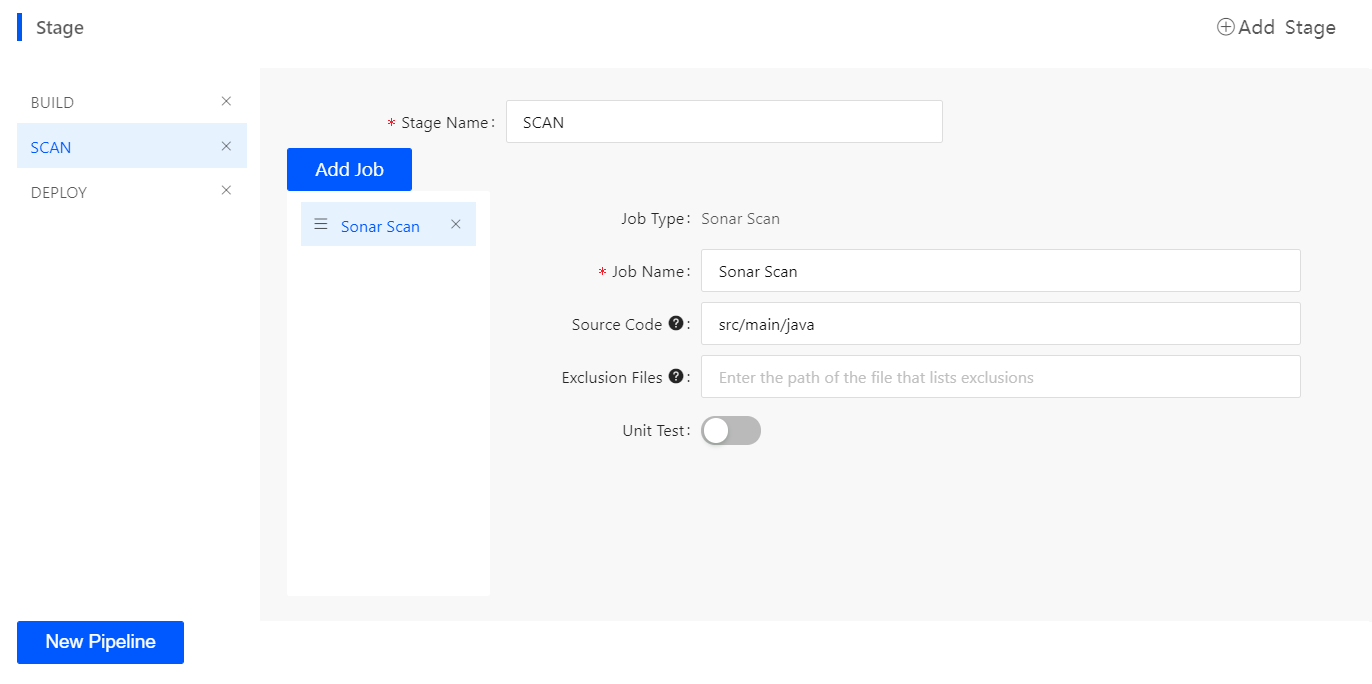 Stage
Add Stage
BUILD
SCAN
DEPLOY
* Stage Name:
SCAN
Add Job
Sonar Scan
Job Type: Sonar Scan
* Job Name: Sonar Scan
Source Code ?: src/main/java
Exclusion Files ?: Enter the path of the file that lists exclusions
Unit Test:
New Pipeline